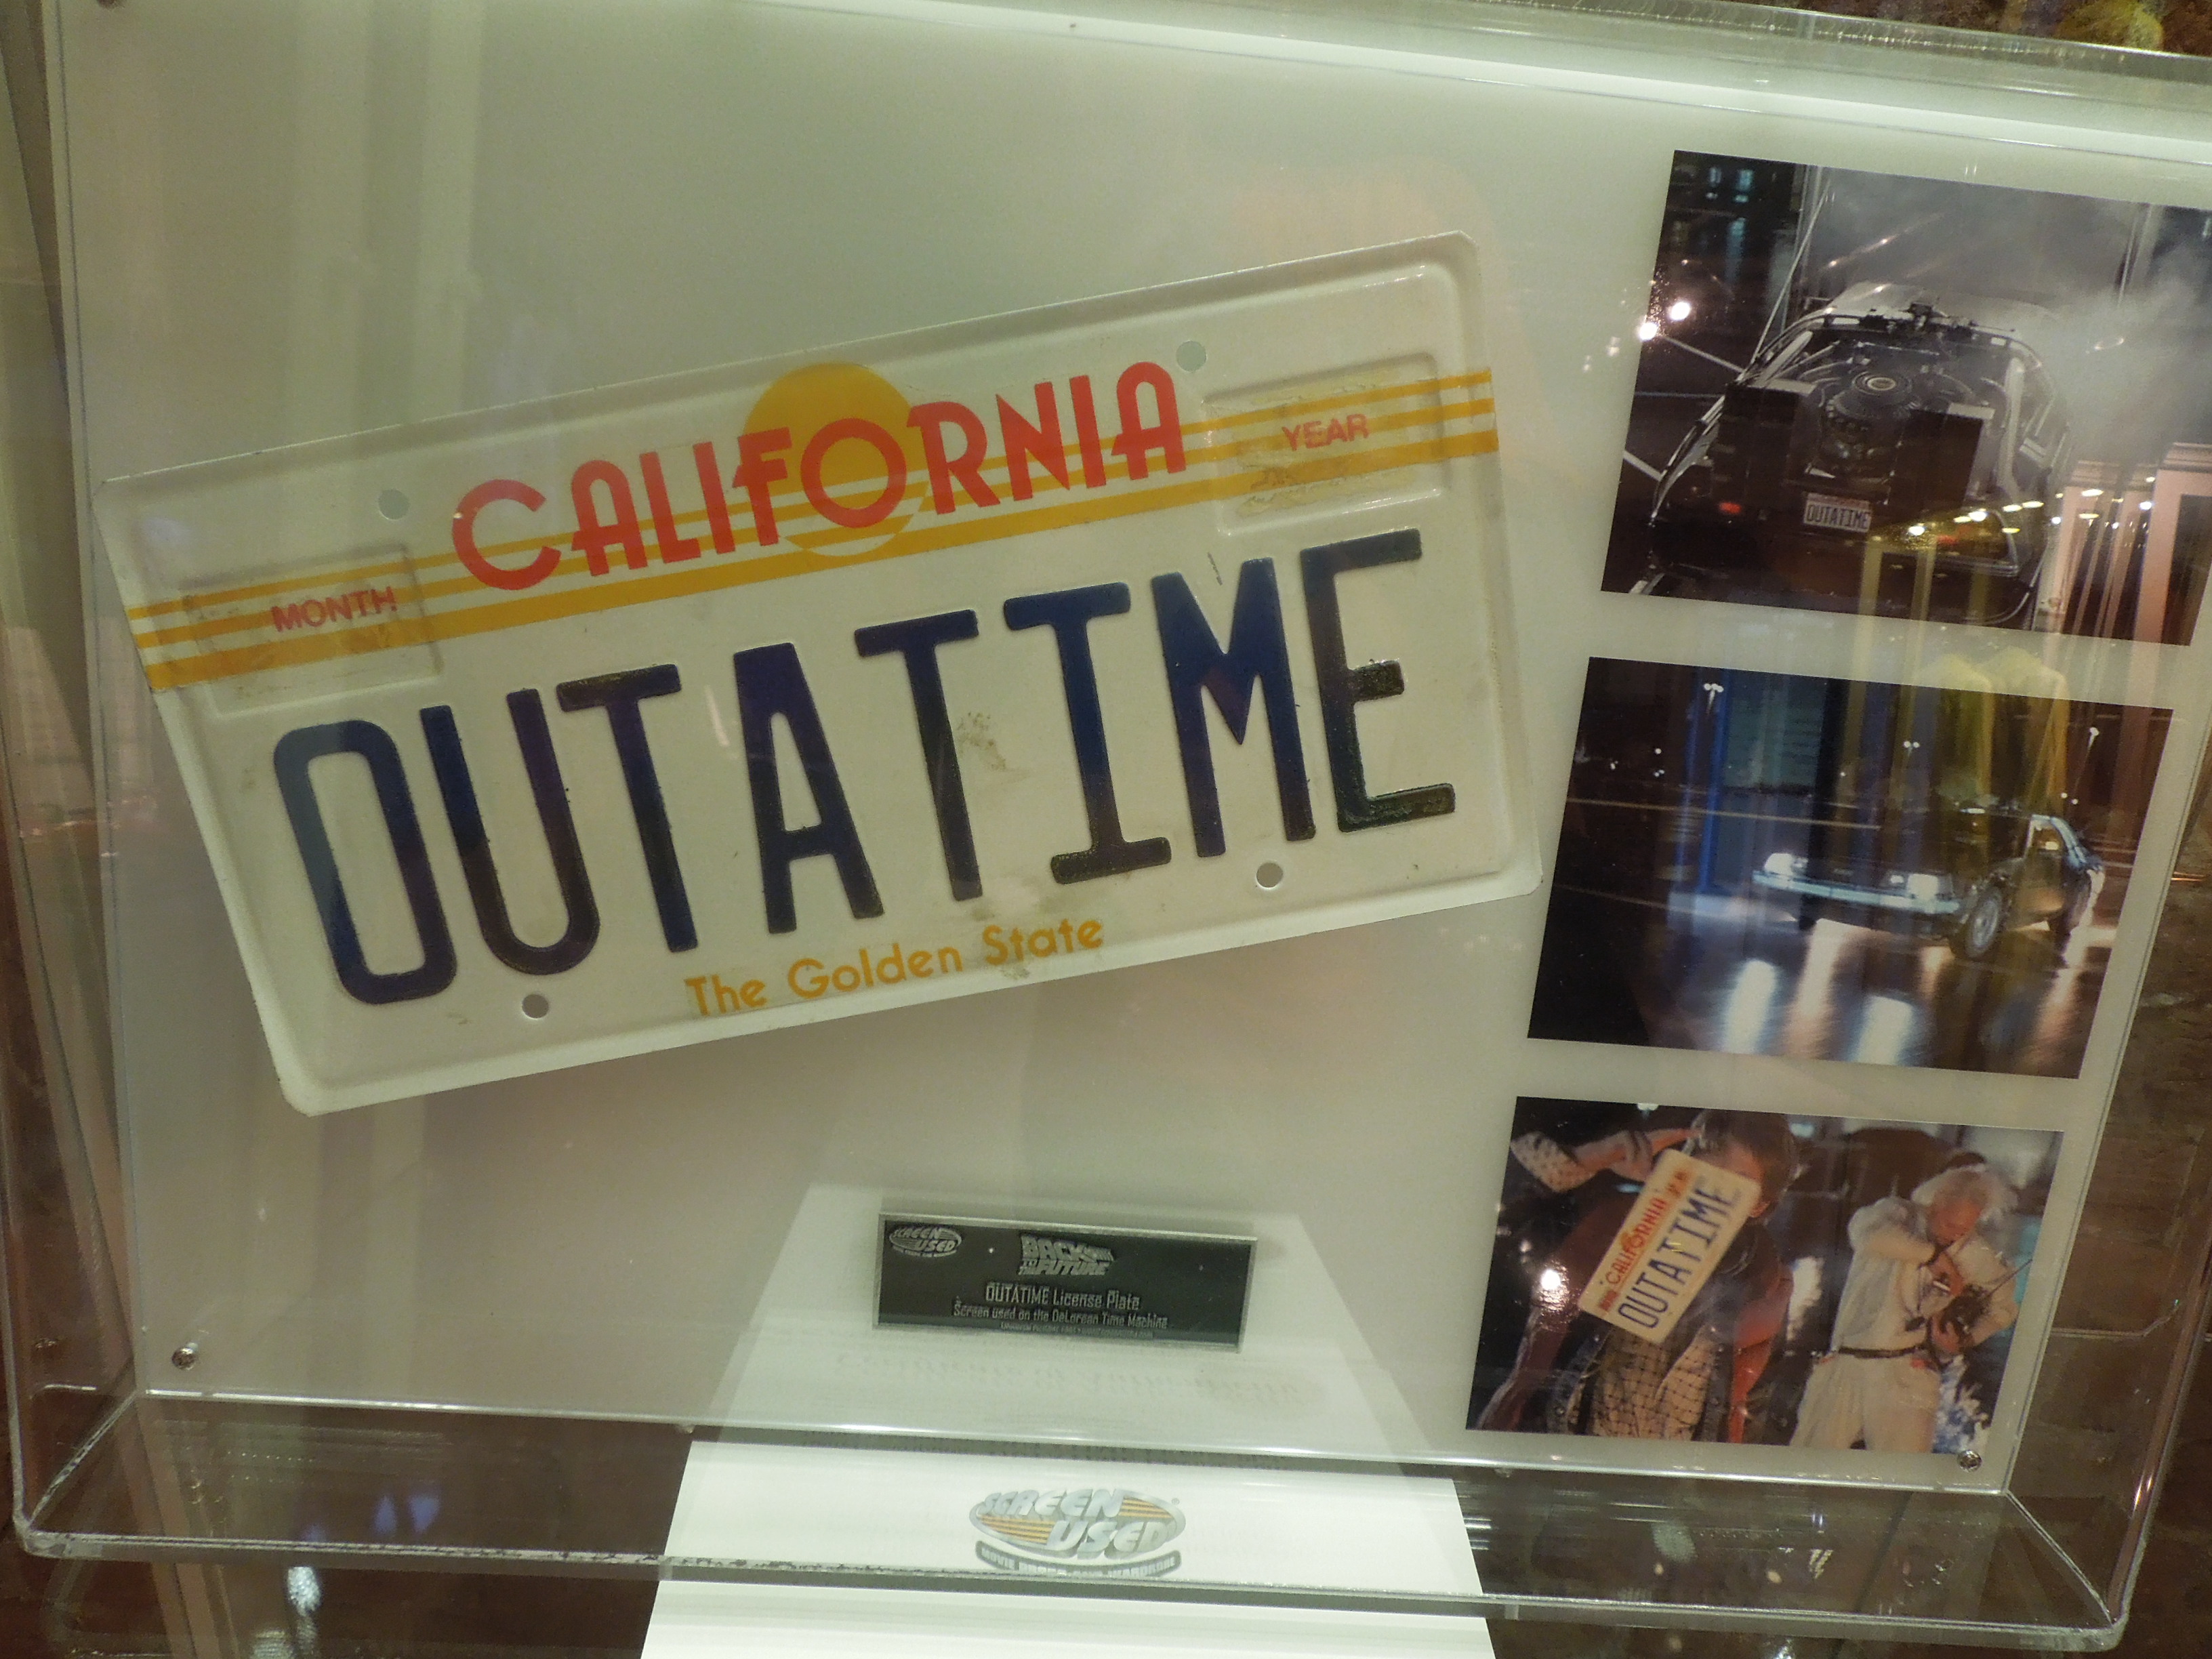 CALIFORNIA
MONTH
YEAR
OUTATIME
The Golden State
OUTATIME
CALIFORNIA
OUTATIME
SCREEN
USED
BACK
TO THE
FUTURE
OUTATIME License Plate
Screen used on the DeLorean Time Machine
SCREEN
USED